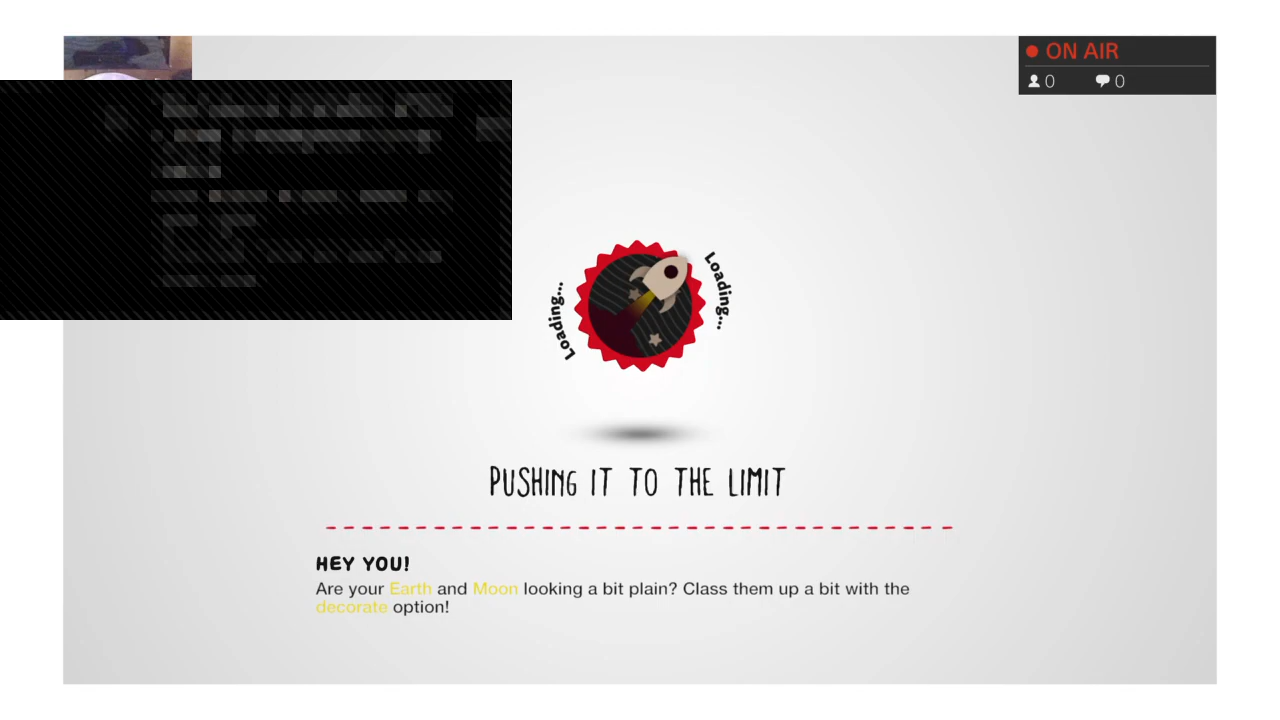 ON AIR
0 0
Loading...
Loading...
PUSHING IT TO THE LIMIT
HEY YOU!
Are your Earth and Moon looking a bit plain? Class them up a bit with the
decorate option!